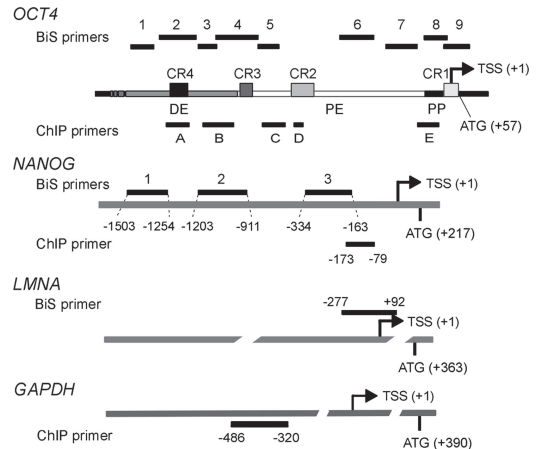 OCT4
BiS primers 1 2 3 4 5 6 7 8 9
CR4 CR3 CR2 CR1 TSS (+1)
DE PE PP
ATG (+57)
ChIP primers A B C D E
NANOG
BiS primers 1 2 3 TSS (+1)
-1503 -1254 -1203 -911 -334 -163 ATG (+217)
ChIP primer -173 -79
LMNA
BiS primer -277 +92
TSS (+1)
ATG (+363)
GAPDH
TSS (+1)
ChIP primer -486 -320 ATG (+390)